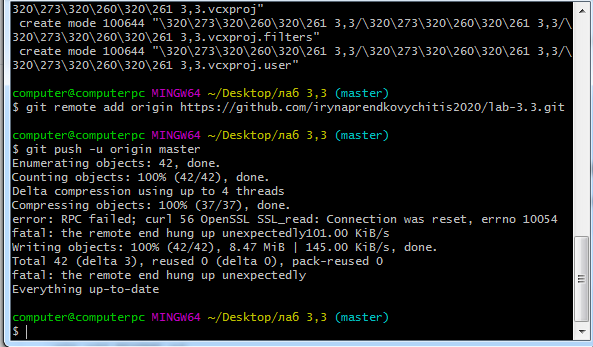 320\273\320\260\320\261 3,3.vcxproj"
create mode 100644 "\320\273\320\260\320\261 3,3/\320\273\320\260\320\261 3,3/\
320\273\320\260\320\261 3,3.vcxproj.filters"
create mode 100644 "\320\273\320\260\320\261 3,3/\320\273\320\260\320\261 3,3/\
320\273\320\260\320\261 3,3.vcxproj.user"
computer@computerpc MINGW64 ~/Desktop/лаб 3,3 (master)
$ git remote add origin https://github.com/irynaprendkovychitis2020/lab-3.3.git
computer@computerpc MINGW64 ~/Desktop/лаб 3,3 (master)
$ git push -u origin master
Enumerating objects: 42, done.
Counting objects: 100% (42/42), done.
Delta compression using up to 4 threads
Compressing objects: 100% (37/37), done.
error: RPC failed; curl 56 OpenSSL SSL_read: Connection was reset, errno 10054
fatal: the remote end hung up unexpectedly101.00 KiB/s
Writing objects: 100% (42/42), 8.47 MiB | 145.00 KiB/s, done.
Total 42 (delta 3), reused 0 (delta 0), pack-reused 0
fatal: the remote end hung up unexpectedly
Everything up-to-date
computer@computerpc MINGW64 ~/Desktop/лаб 3,3 (master)
$